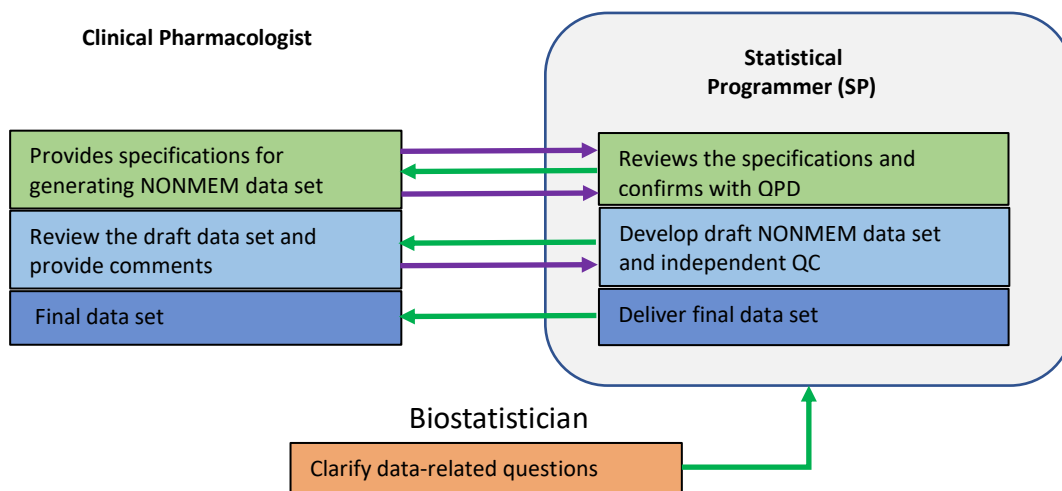 Clinical Pharmacologist
Statistical
Programmer (SP)
Provides specifications for
generating NONMEM data set
Reviews the specifications and
confirms with QPD
Review the draft data set and
provide comments
Develop draft NONMEM data set
and independent QC
Final data set
Deliver final data set
Biostatistician
Clarify data-related questions